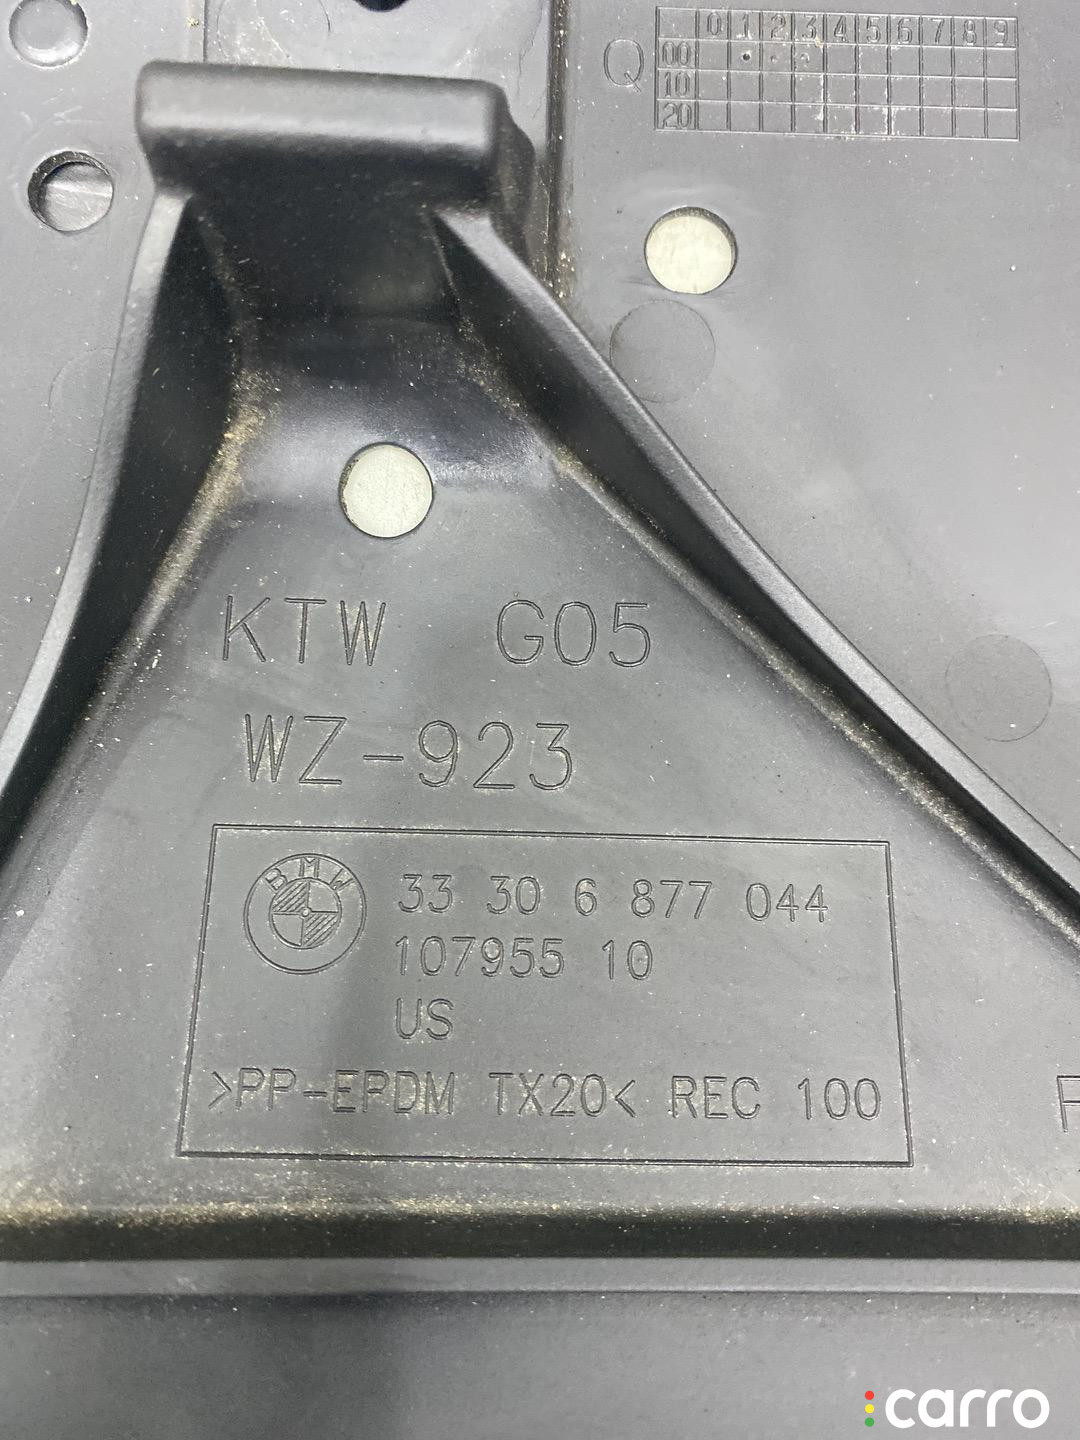 0 1 2 3 4 5 6 7 8 9
Q 00
10
20
KTW G05
WZ-923
BMW 33 30 6 877 044
107955 10
US
>PP-EPDM TX20< REC 100
carro